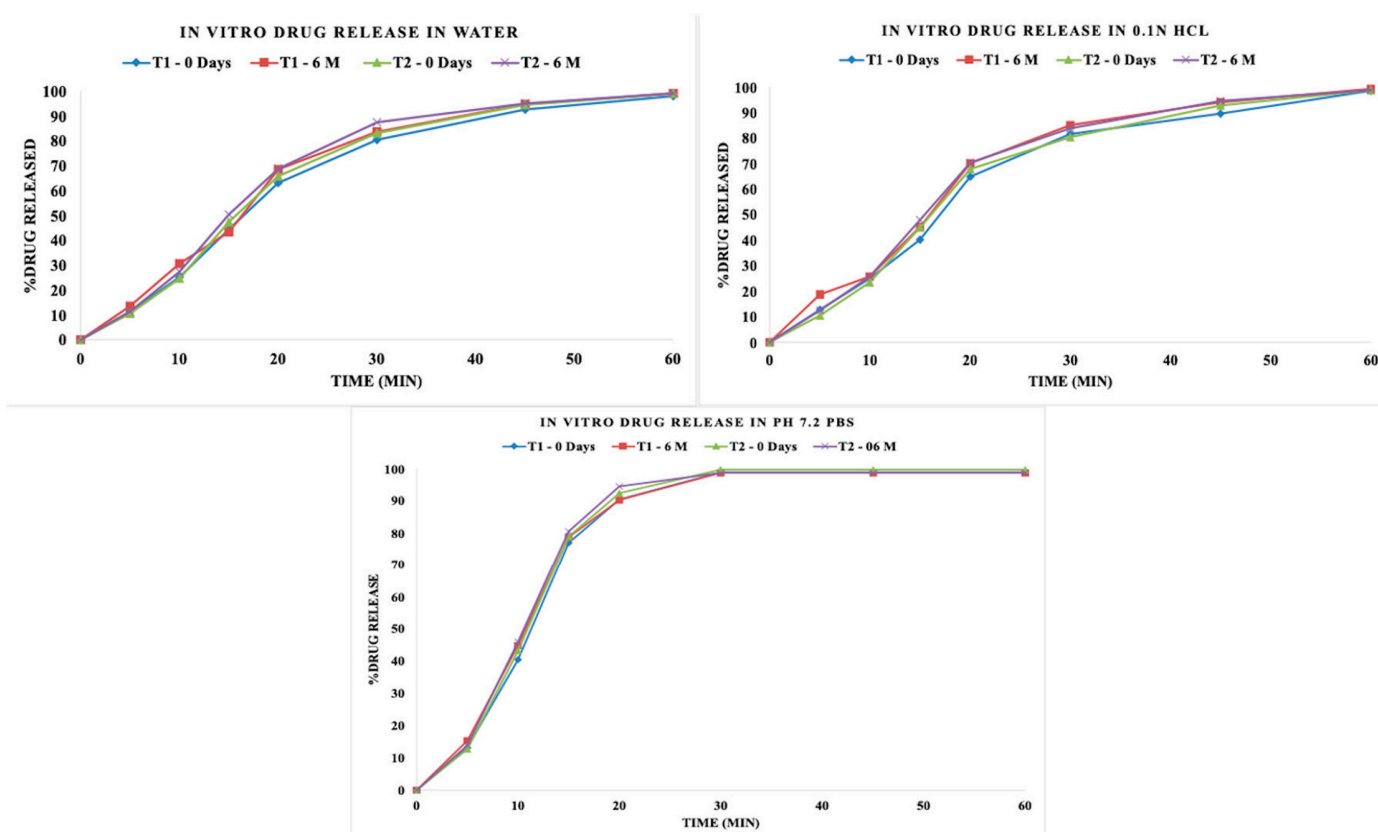 IN VITRO DRUG RELEASE IN WATER
T1 - 0 Days T1 - 6 M T2 - 0 Days T2 - 6 M
100
90
80
70
60
50
40
30
20
10
0
%DRUG RELEASED
0 10 20 30 40 50 60
TIME (MIN)
IN VITRO DRUG RELEASE IN 0.1N HCL
T1 - 0 Days T1 - 6 M T2 - 0 Days T2 - 6 M
100
90
80
70
60
50
40
30
20
10
0
%DRUG RELEASED
0 10 20 30 40 50 60
TIME (MIN)
IN VITRO DRUG RELEASE IN PH 7.2 PBS
T1 - 0 Days T1 - 6 M T2 - 0 Days T2 - 06 M
100
90
80
70
60
50
40
30
20
10
0
%DRUG RELEASE
0 10 20 30 40 50 60
TIME (MIN)